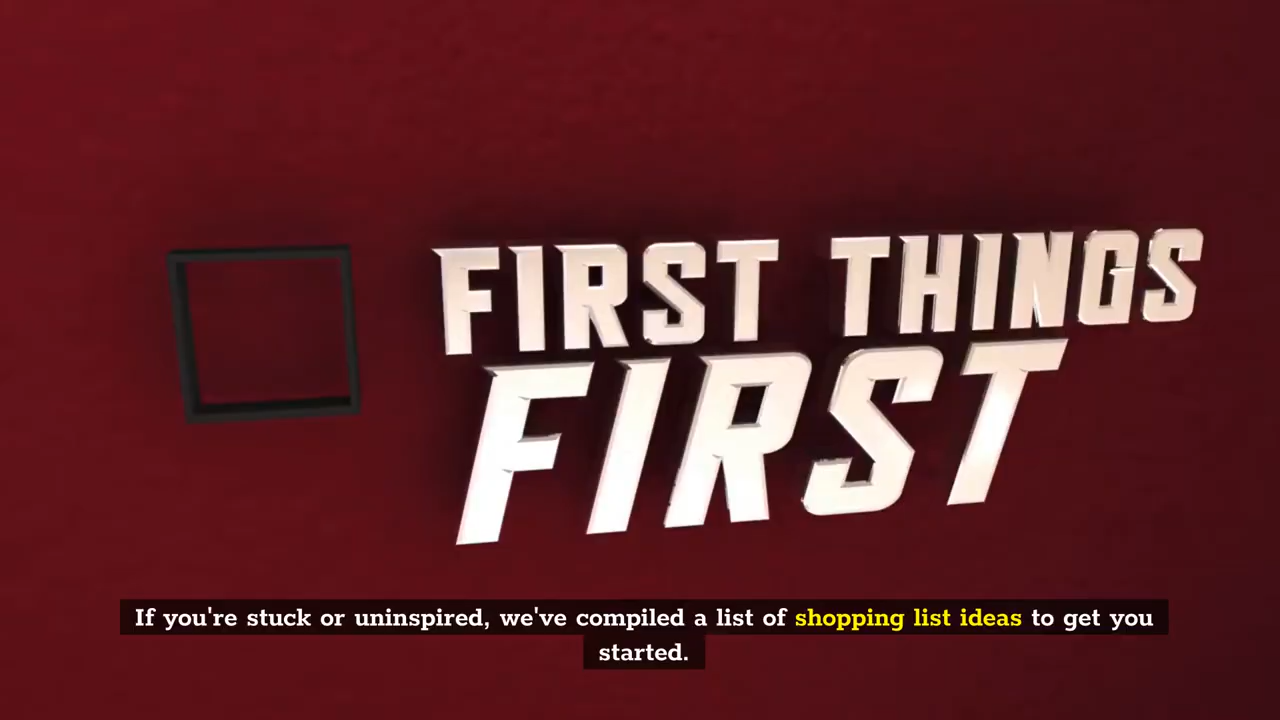 FIRST THINGS
FIRST
If you're stuck or uninspired, we've compiled a list of shopping list ideas to get you
started.